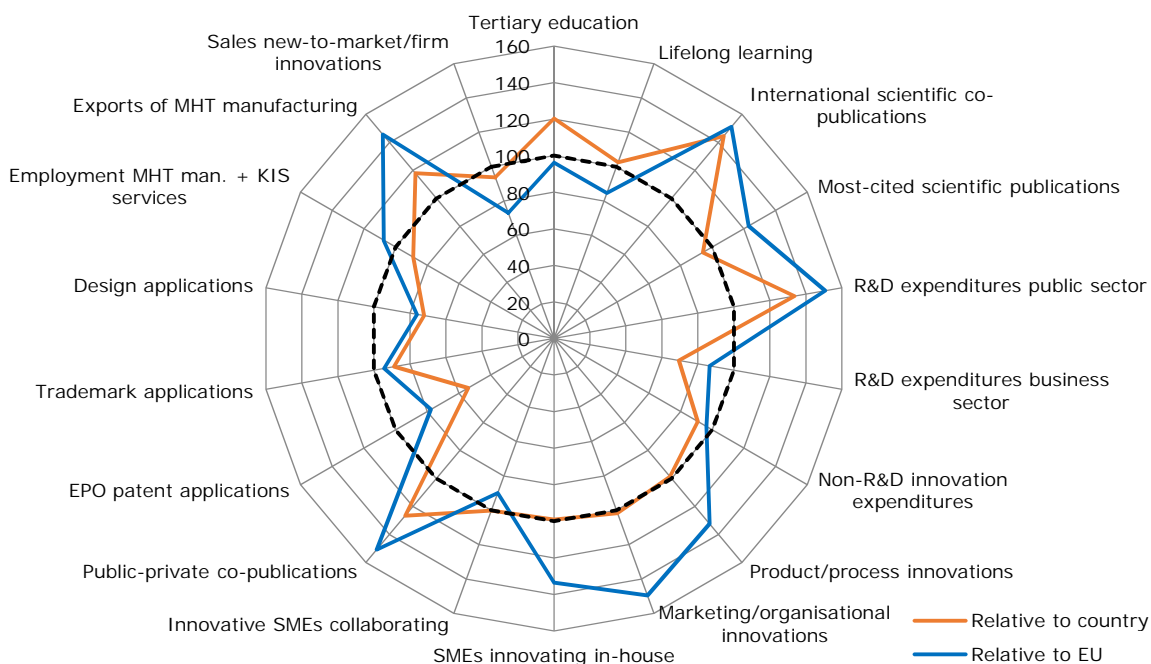 Tertiary education
Sales new-to-market/firm
innovations
Lifelong learning
Exports of MHT manufacturing
International scientific co-
publications
Employment MHT man. + KIS
services
Most-cited scientific publications
Design applications
R&D expenditures public sector
Trademark applications
R&D expenditures business
sector
EPO patent applications
Non-R&D innovation
expenditures
Public-private co-publications
Product/process innovations
Innovative SMEs collaborating
Marketing/organisational
innovations
SMEs innovating in-house
160
140
120
100
80
60
40
20
0
Relative to country
Relative to EU